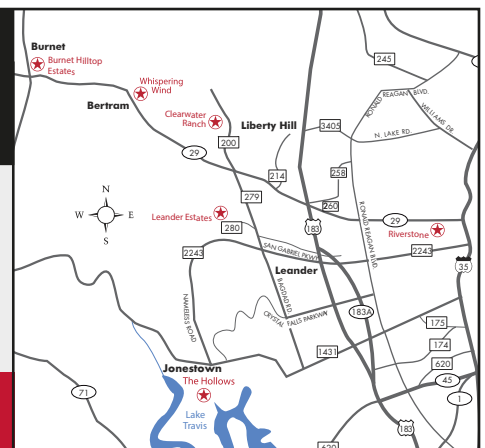 Burnet
Burnet Hilltop
Estates
245
Whispering
Wind
RONALD REAGAN BLVD.
WILLIAMS DR.
Bertram
Clearwater
Ranch
Liberty Hill
3405
N. LAKE RD.
200
29
214
258
279
260
N
W
E
S
Leander Estates
280
183
29
Riverstone
RONALD REAGAN BLVD.
2243
SAN GABRIEL PKWY.
2243
35
Leander
BAGDAD RD.
NAMELESS ROAD
CRYSTAL FALLS PARKWAY
183A
175
1431
174
620
Jonestown
The Hollows
45
71
1
Lake
Travis
183
620